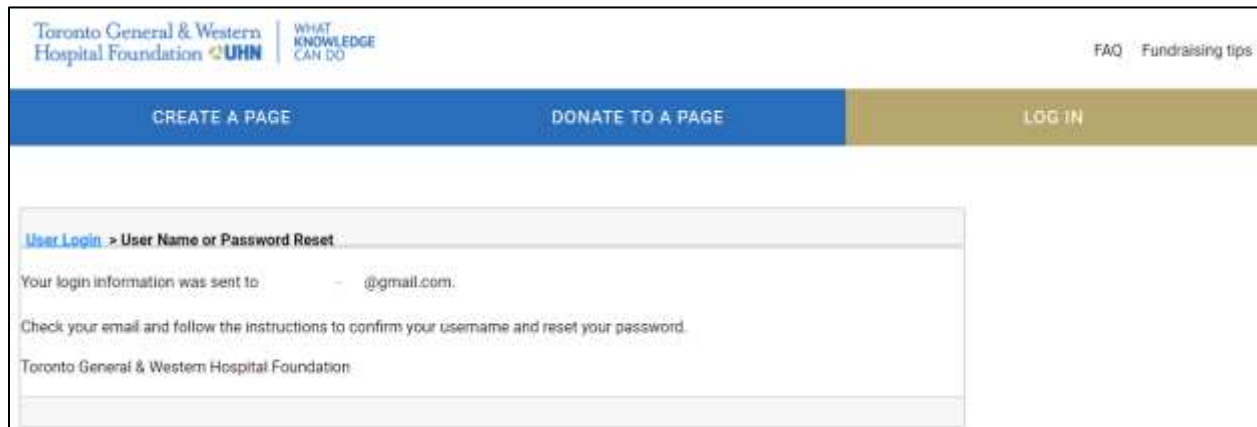 Toronto General & Western
Hospital Foundation UHN
WHAT
KNOWLEDGE
CAN DO
FAQ Fundraising tips
CREATE A PAGE DONATE TO A PAGE LOG IN
User Login > User Name or Password Reset
Your login information was sent to - @gmail.com.
Check your email and follow the instructions to confirm your username and reset your password.
Toronto General & Western Hospital Foundation